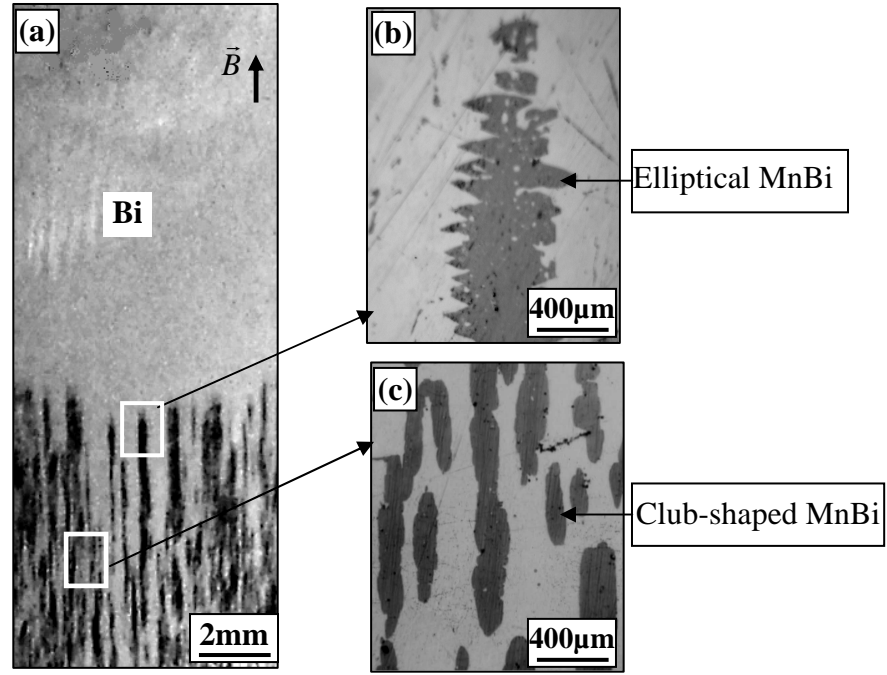 (a)
B
Bi
2mm
(b)
Elliptical MnBi
400µm
(c)
Club-shaped MnBi
400µm